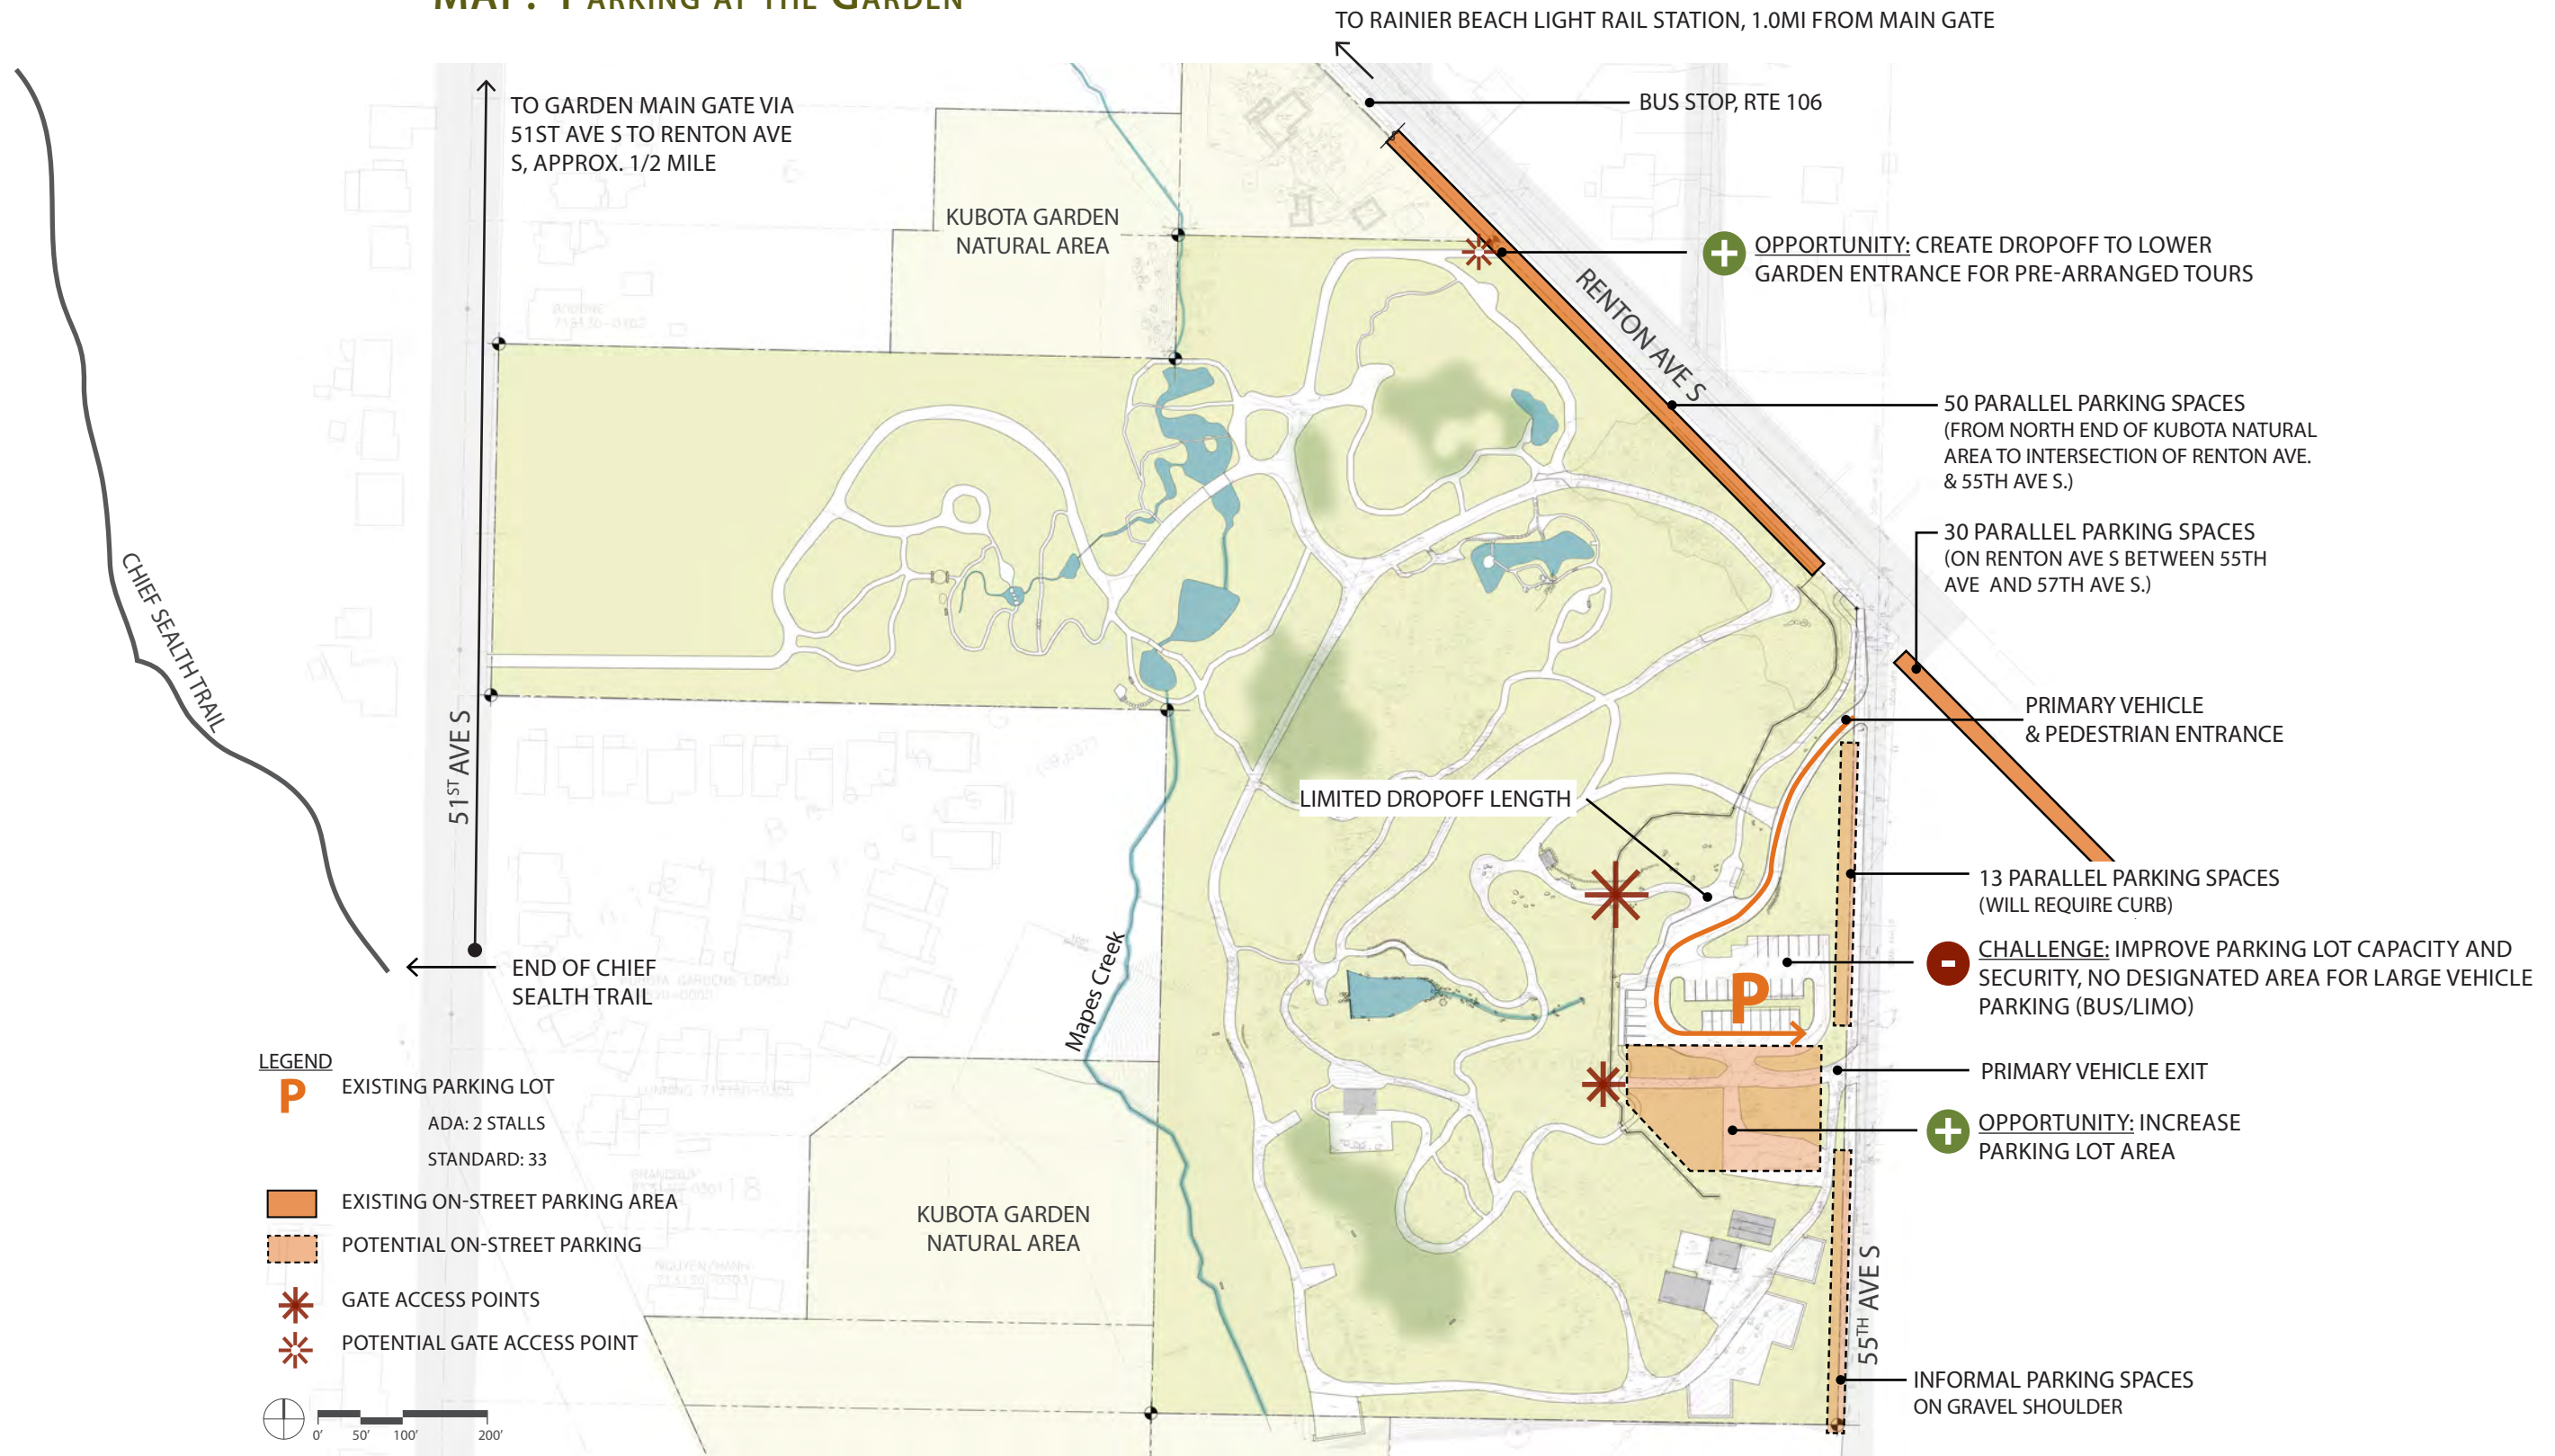 MAP: PARKING AT THE GARDEN
TO RAINIER BEACH LIGHT RAIL STATION, 1.0MI FROM MAIN GATE
BUS STOP, RTE 106
TO GARDEN MAIN GATE VIA
51ST AVE S TO RENTON AVE
S, APPROX. 1/2 MILE
KUBOTA GARDEN
NATURAL AREA
OPPORTUNITY: CREATE DROPOFF TO LOWER
GARDEN ENTRANCE FOR PRE-ARRANGED TOURS
RENTON AVE S
50 PARALLEL PARKING SPACES
(FROM NORTH END OF KUBOTA NATURAL
AREA TO INTERSECTION OF RENTON AVE.
& 55TH AVE S.)
30 PARALLEL PARKING SPACES
(ON RENTON AVE S BETWEEN 55TH
AVE AND 57TH AVE S.)
CHIEF SEALTH TRAIL
51ST AVE S
PRIMARY VEHICLE
& PEDESTRIAN ENTRANCE
LIMITED DROPOFF LENGTH
13 PARALLEL PARKING SPACES
(WILL REQUIRE CURB)
CHALLENGE: IMPROVE PARKING LOT CAPACITY AND
SECURITY, NO DESIGNATED AREA FOR LARGE VEHICLE
PARKING (BUS/LIMO)
P
END OF CHIEF
SEALTH TRAIL
Mapes Creek
PRIMARY VEHICLE EXIT
OPPORTUNITY: INCREASE
PARKING LOT AREA
LEGEND
P
EXISTING PARKING LOT
ADA: 2 STALLS
STANDARD: 33
EXISTING ON-STREET PARKING AREA
POTENTIAL ON-STREET PARKING
GATE ACCESS POINTS
POTENTIAL GATE ACCESS POINT
KUBOTA GARDEN
NATURAL AREA
55TH AVE S
INFORMAL PARKING SPACES
ON GRAVEL SHOULDER
0' 50' 100' 200'